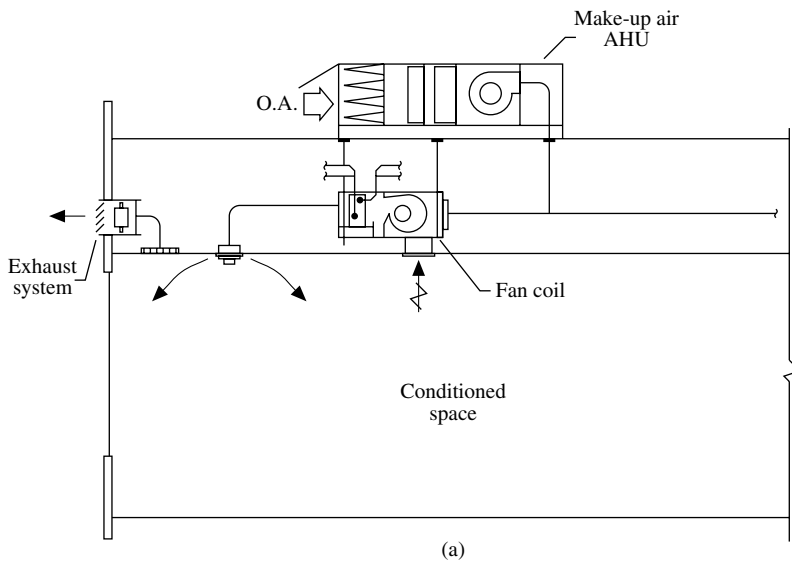 Make-up air
AHU
O.A.
Exhaust
system
Fan coil
Conditioned
space
(a)